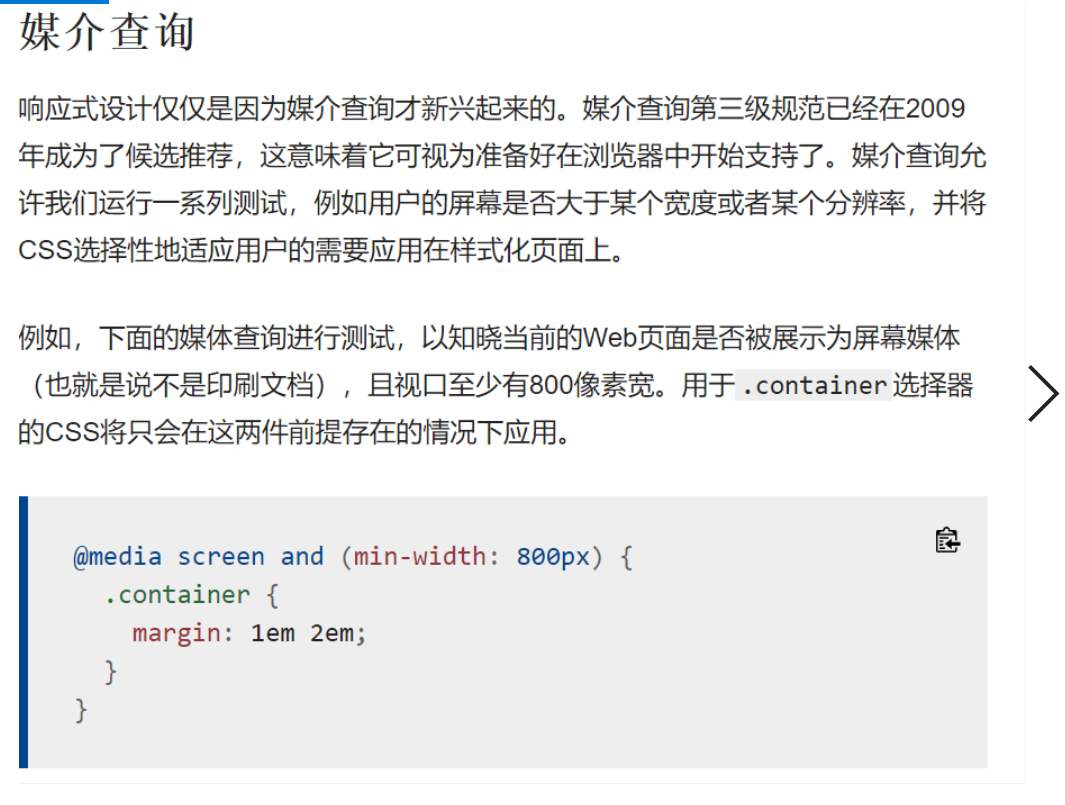 媒介查询
响应式设计仅仅是因为媒介查询才新兴起来的。媒介查询第三级规范已经在2009
年成为了候选推荐，这意味着它可视为准备好在浏览器中开始支持了。媒介查询允
许我们运行一系列测试，例如用户的屏幕是否大于某个宽度或者某个分辨率，并将
CSS选择性地适应用户的需要应用在样式化页面上。
例如，下面的媒体查询进行测试，以知晓当前的Web页面是否被展示为屏幕媒体
（也就是说不是印刷文档），且视口至少有800像素宽。用于.container选择器
的CSS将只会在这两件前提存在的情况下应用。
@media screen and (min-width: 800px) {
  .container {
    margin: 1em 2em;
  }
}